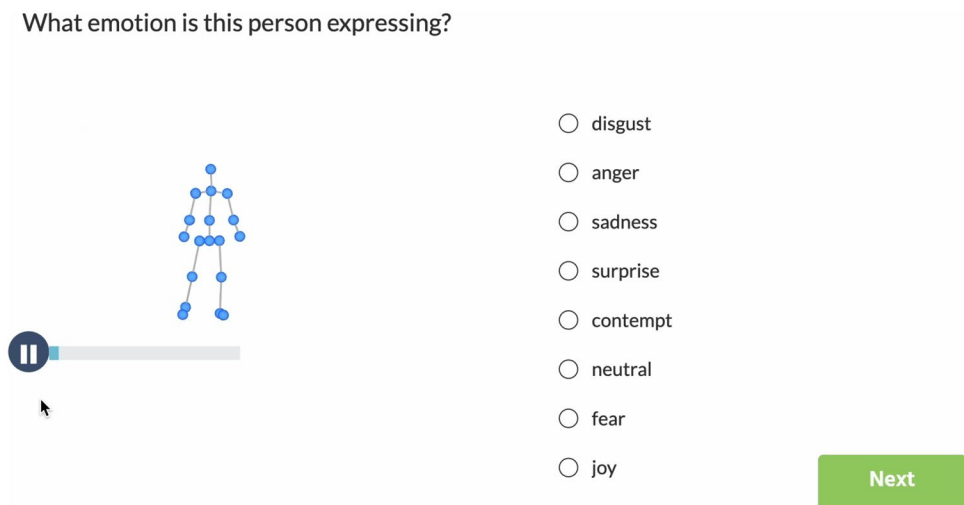 What emotion is this person expressing?
disgust
anger
sadness
surprise
contempt
neutral
fear
joy
Next